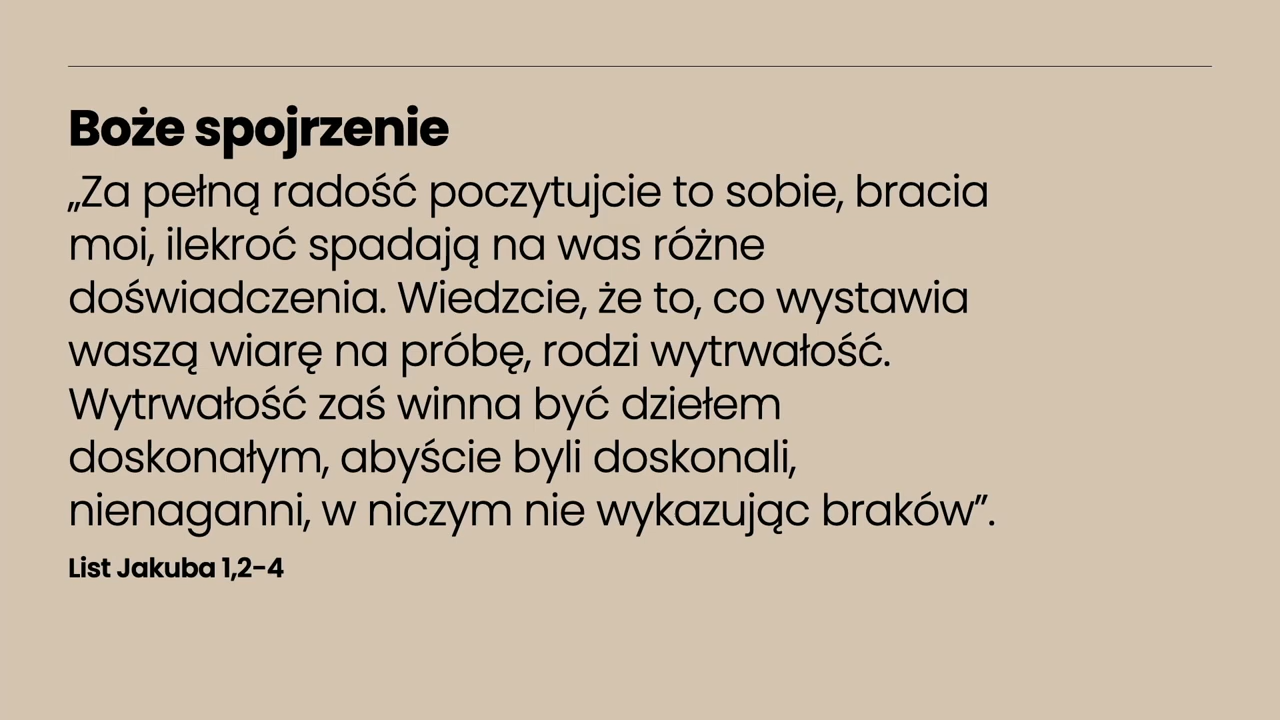 Boże spojrzenie
„Za pełną radość poczytujcie to sobie, bracia
moi, ilekroć spadają na was różne
doświadczenia. Wiedzcie, że to, co wystawia
waszą wiarę na próbę, rodzi wytrwałość.
Wytrwałość zaś winna być dziełem
doskonałym, abyście byli doskonali,
nienaganni, w niczym nie wykazując braków”.
List Jakuba 1,2–4